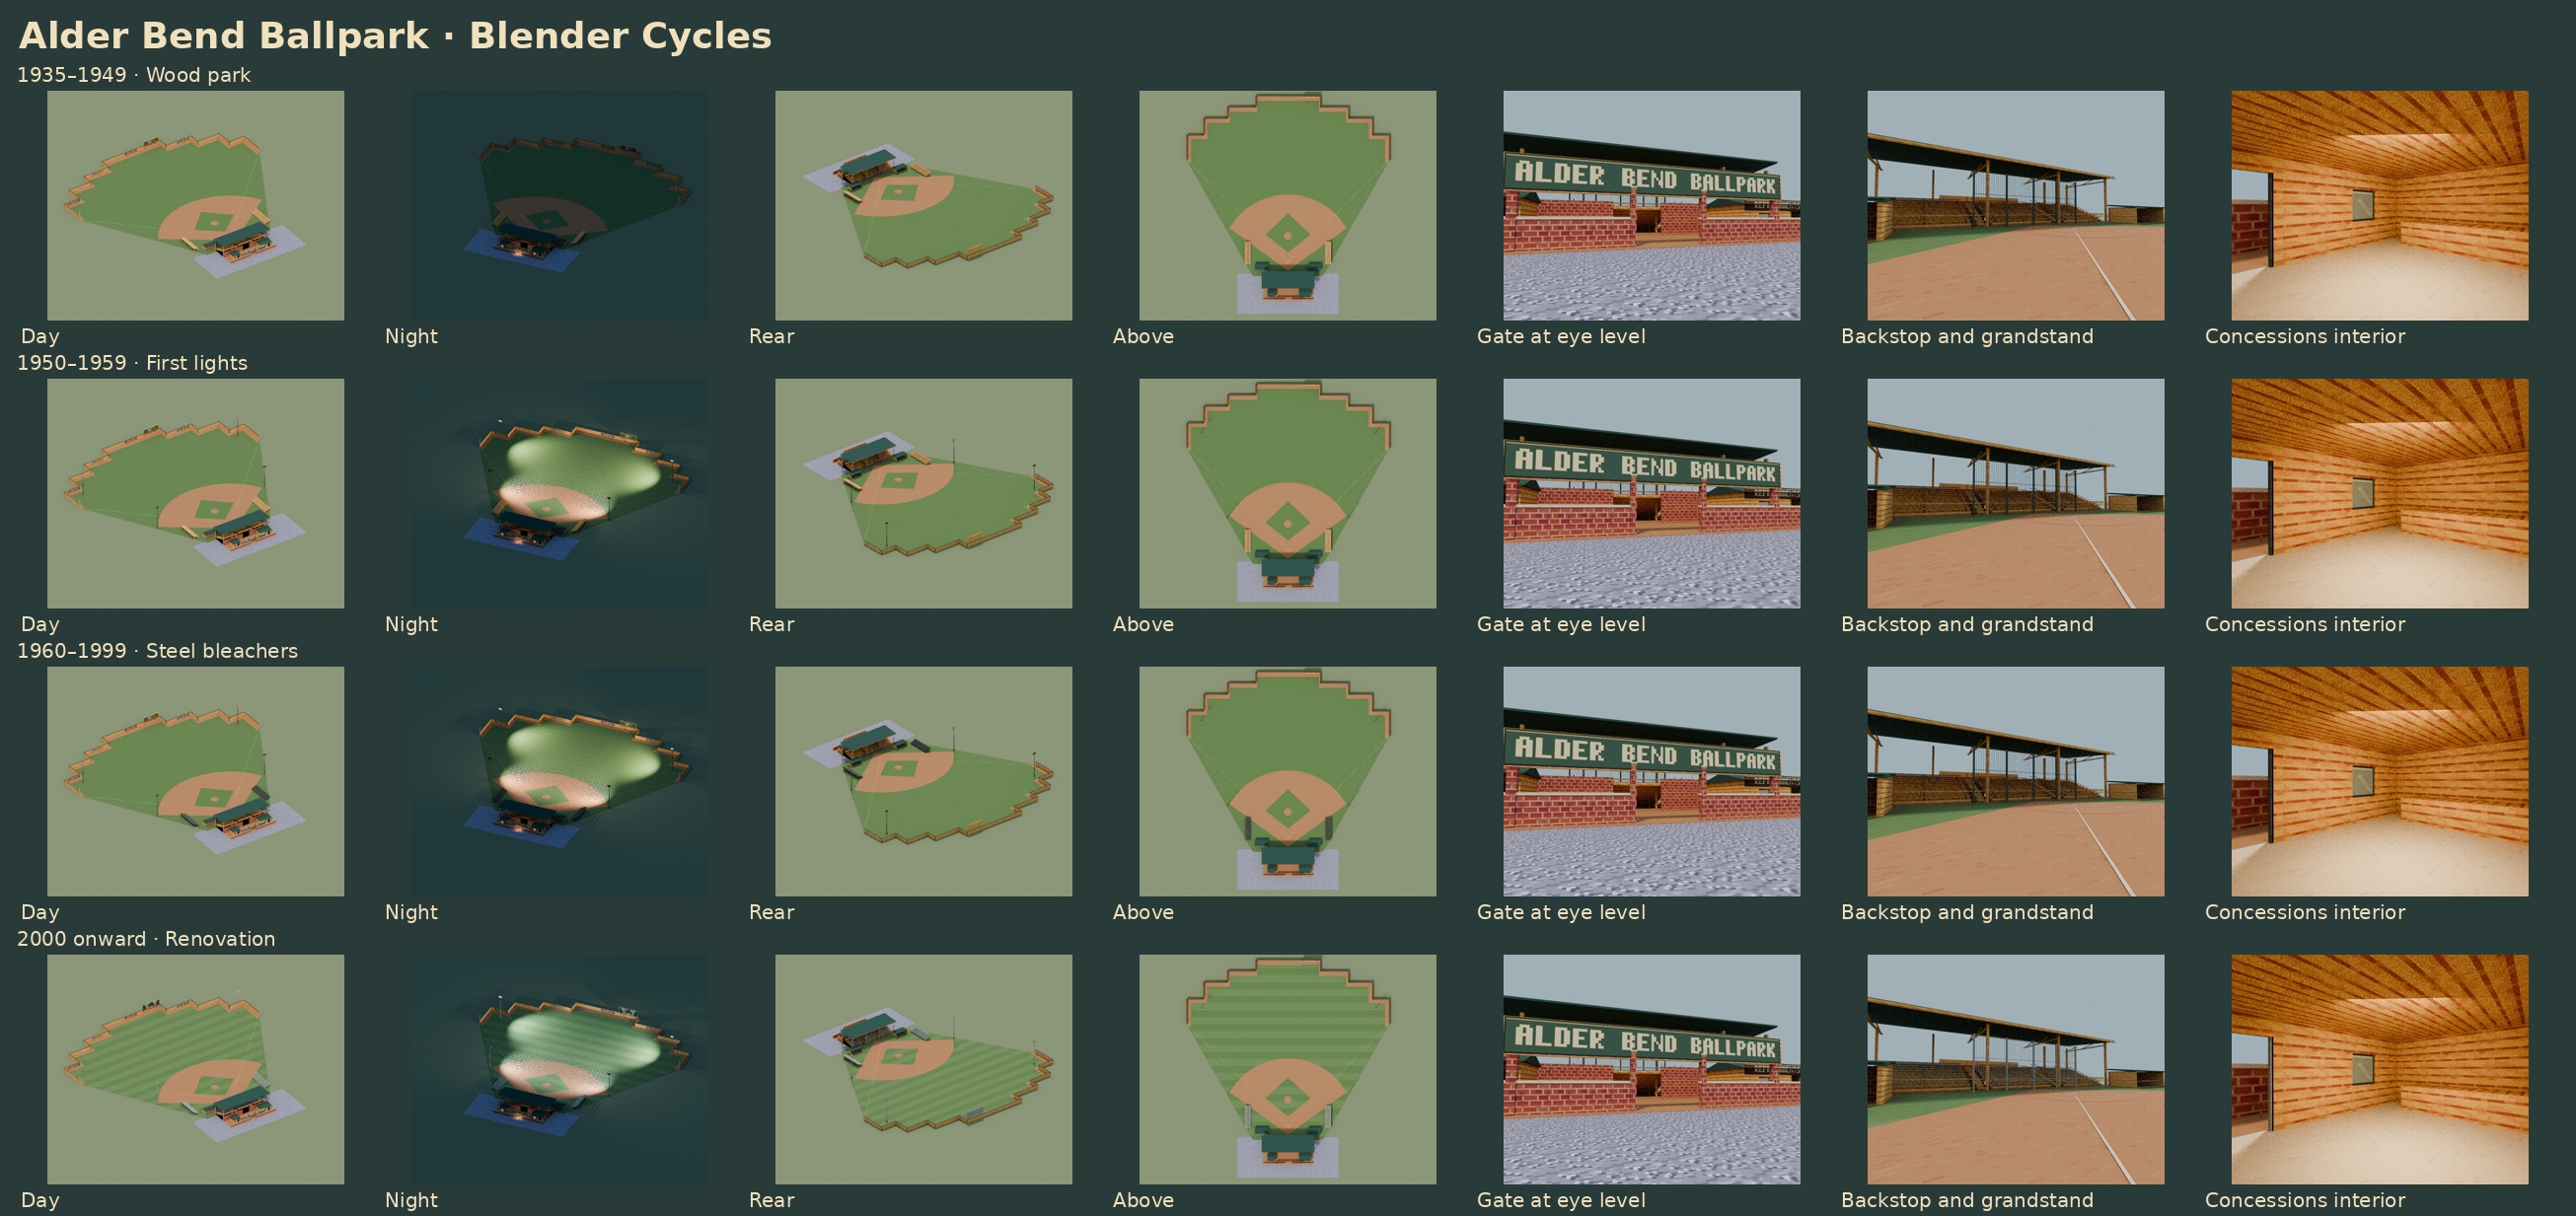 Alder Bend Ballpark · Blender Cycles
1935–1949 · Wood park
ALDER BEND BALLPARK
Day Night Rear Above Gate at eye level Backstop and grandstand Concessions interior
1950–1959 · First lights
ALDER BEND BALLPARK
Day Night Rear Above Gate at eye level Backstop and grandstand Concessions interior
1960–1999 · Steel bleachers
ALDER BEND BALLPARK
Day Night Rear Above Gate at eye level Backstop and grandstand Concessions interior
2000 onward · Renovation
ALDER BEND BALLPARK
Day Night Rear Above Gate at eye level Backstop and grandstand Concessions interior